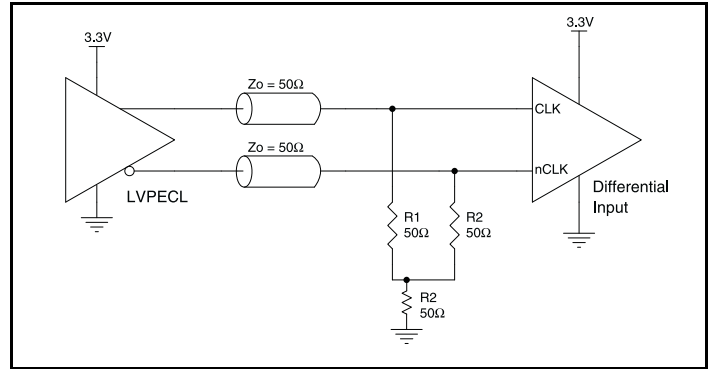 3.3V
3.3V
Zo = 50Ω
CLK
Zo = 50Ω
nCLK
LVPECL
Differential
Input
R1
50Ω
R2
50Ω
R2
50Ω